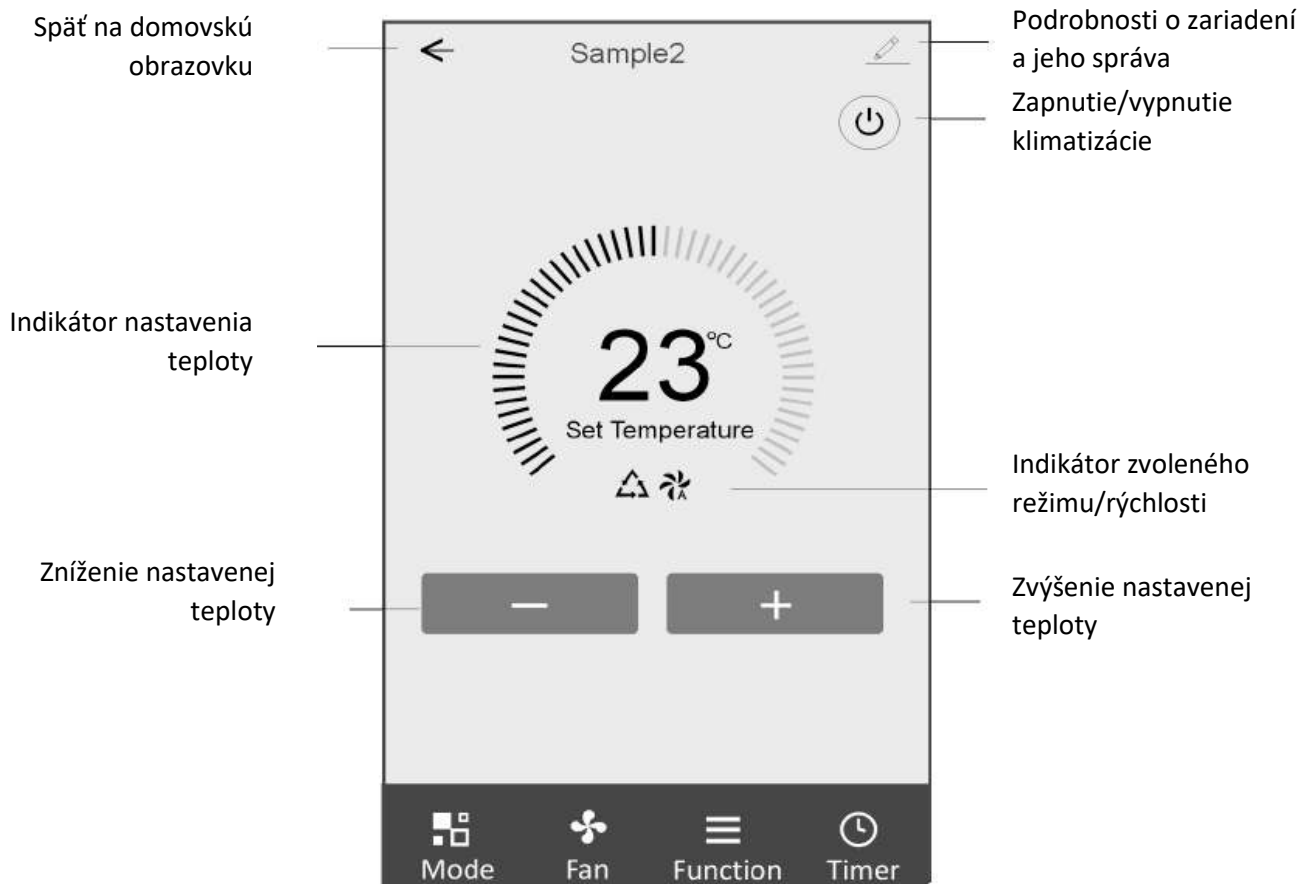 Späť na domovskú
obrazovku
Sample2
Podrobnosti o zariadení
a jeho správa
Zapnutie/vypnutie
klimatizácie
Indikátor nastavenia
teploty
23°C
Set Temperature
A
Indikátor zvoleného
režimu/rýchlosti
Zníženie nastavenej
teploty
−
+
Zvýšenie nastavenej
teploty
Mode Fan Function Timer